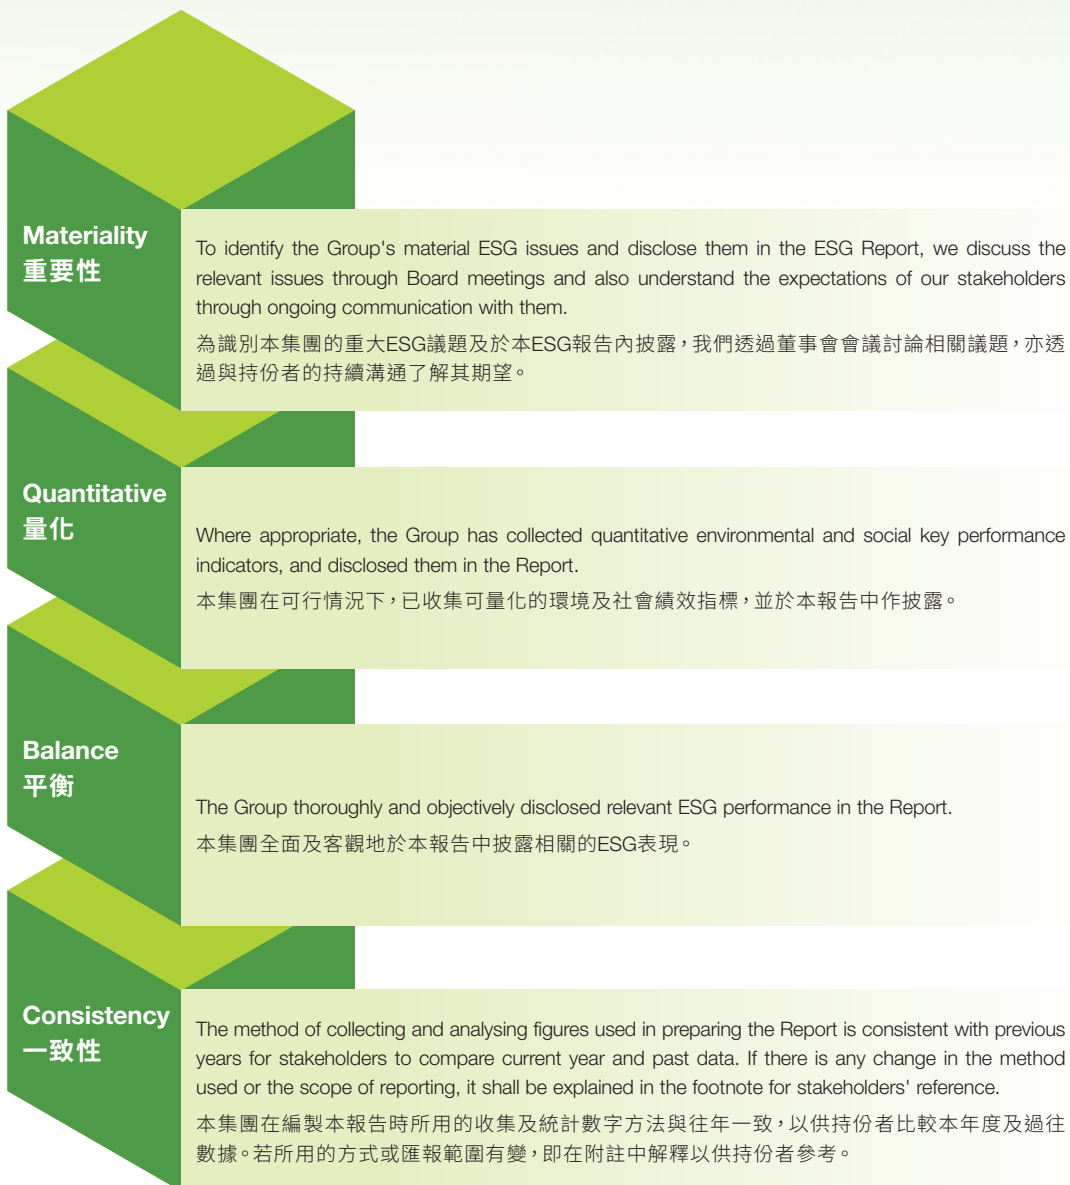 Materiality
重要性
To identify the Group's material ESG issues and disclose them in the ESG Report, we discuss the
relevant issues through Board meetings and also understand the expectations of our stakeholders
through ongoing communication with them.
為識別本集團的重大ESG議題及於本ESG報告內披露，我們透過董事會會議討論相關議題，亦透
過與持份者的持續溝通了解其期望。
Quantitative
量化
Where appropriate, the Group has collected quantitative environmental and social key performance
indicators, and disclosed them in the Report.
本集團在可行情況下，已收集可量化的環境及社會績效指標，並於本報告中作披露。
Balance
平衡
The Group thoroughly and objectively disclosed relevant ESG performance in the Report.
本集團全面及客觀地於本報告中披露相關的ESG表現。
Consistency
一致性
The method of collecting and analysing figures used in preparing the Report is consistent with previous
years for stakeholders to compare current year and past data. If there is any change in the method
used or the scope of reporting, it shall be explained in the footnote for stakeholders' reference.
本集團在編製本報告時所用的收集及統計數字方法與往年一致，以供持份者比較本年度及過往
數據。若所用的方式或匯報範圍有變，即在附註中解釋以供持份者參考。